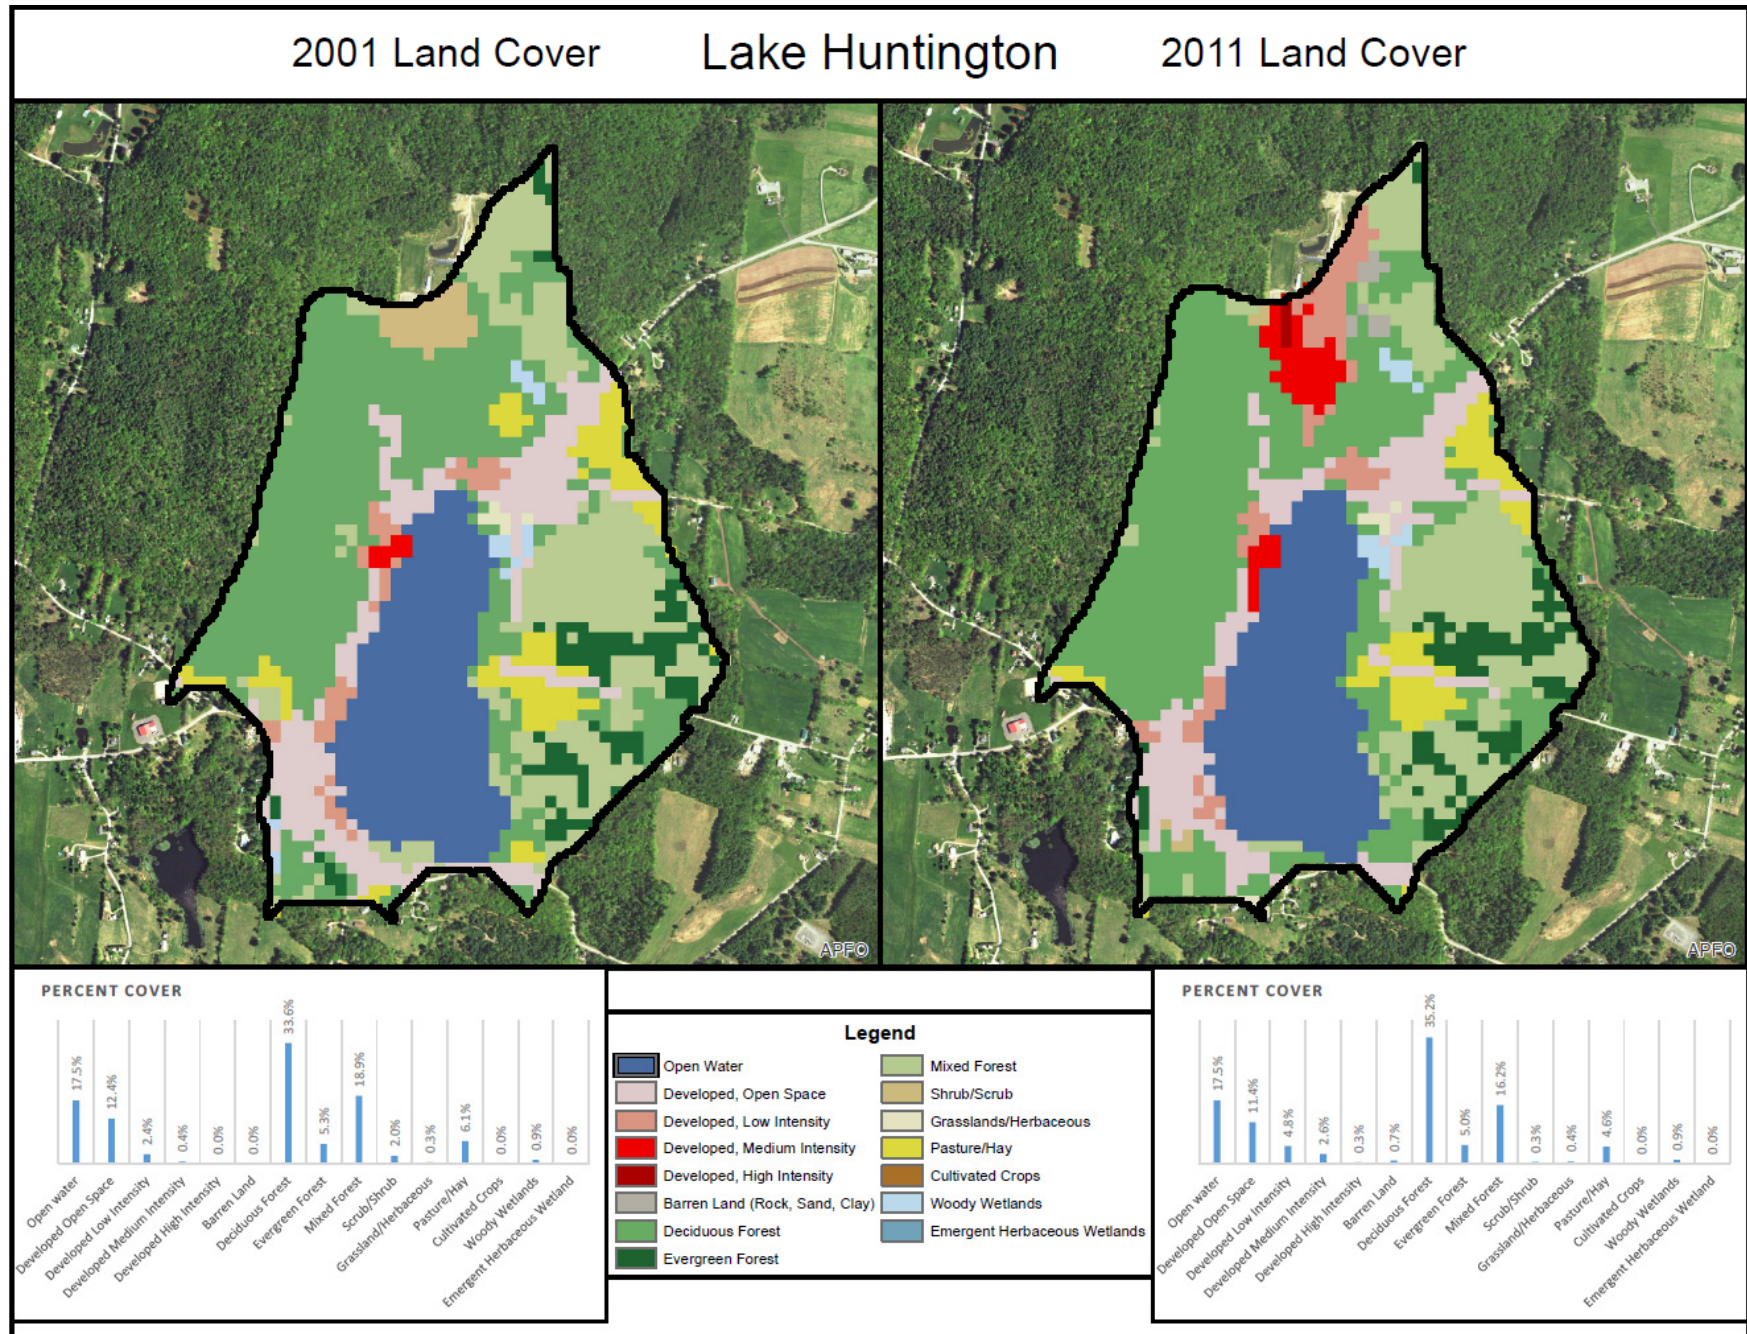 2001 Land Cover
Lake Huntington
2011 Land Cover
APFO
APFO
PERCENT COVER
17.5%
12.4%
2.4%
0.4%
0.0%
0.0%
33.6%
5.3%
18.9%
2.0%
0.3%
6.1%
0.0%
0.9%
0.0%
Open water
Developed Open Space
Developed Low Intensity
Developed Medium Intensity
Developed High Intensity
Barren Land
Deciduous Forest
Evergreen Forest
Mixed Forest
Scrub/Shrub
Grassland/Herbaceous
Pasture/Hay
Cultivated Crops
Woody Wetlands
Emergent Herbaceous Wetland
Legend
Open Water
Developed, Open Space
Developed, Low Intensity
Developed, Medium Intensity
Developed, High Intensity
Barren Land (Rock, Sand, Clay)
Deciduous Forest
Evergreen Forest
Mixed Forest
Shrub/Scrub
Grasslands/Herbaceous
Pasture/Hay
Cultivated Crops
Woody Wetlands
Emergent Herbaceous Wetlands
PERCENT COVER
17.5%
11.4%
4.8%
2.6%
0.3%
0.7%
35.2%
5.0%
16.2%
0.3%
0.4%
4.6%
0.0%
0.9%
0.0%
Open water
Developed Open Space
Developed Low Intensity
Developed Medium Intensity
Developed High Intensity
Barren Land
Deciduous Forest
Evergreen Forest
Mixed Forest
Scrub/Shrub
Grassland/Herbaceous
Pasture/Hay
Cultivated Crops
Woody Wetlands
Emergent Herbaceous Wetland